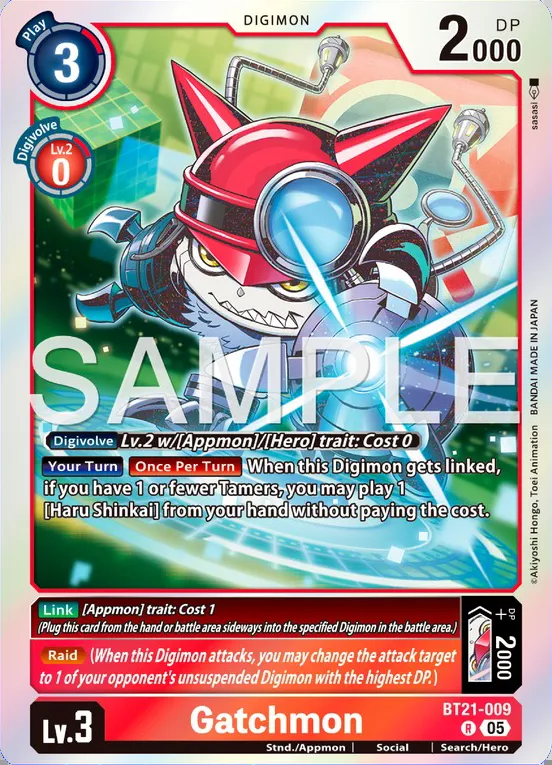 DIGIMON
Play
3
DP
2000
Digivolve
Lv.2
0
sasasi
SAMPLE
Digivolve Lv.2 w/[Appmon]/[Hero] trait: Cost 0
Your Turn Once Per Turn When this Digimon gets linked,
if you have 1 or fewer Tamers, you may play 1
[Haru Shinkai] from your hand without paying the cost.
©Akiyoshi Hongo, Toei Animation BANDAI MADE IN JAPAN
Link [Appmon] trait: Cost 1
(Plug this card from the hand or battle area sideways into the specified Digimon in the battle area.)
DP
+2000
Raid (When this Digimon attacks, you may change the attack target
to 1 of your opponent's unsuspended Digimon with the highest DP.)
Lv.3
Gatchmon
BT21-009
R 05
Stnd./Appmon | Social | Search/Hero